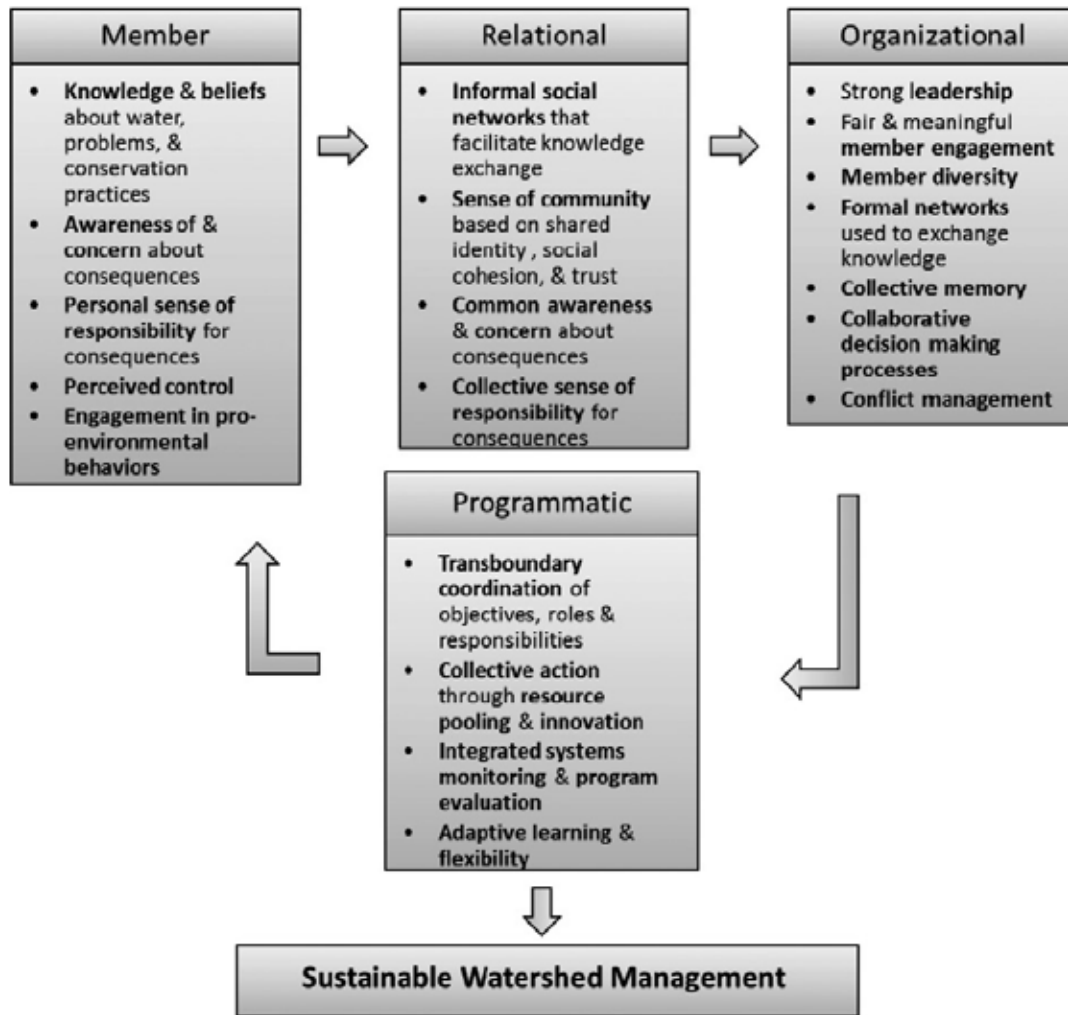 Member
• Knowledge & beliefs
about water,
problems, &
conservation
practices
• Awareness of &
concern about
consequences
• Personal sense of
responsibility for
consequences
• Perceived control
• Engagement in pro-
environmental
behaviors
Relational
• Informal social
networks that
facilitate knowledge
exchange
• Sense of community
based on shared
identity , social
cohesion, & trust
• Common awareness
& concern about
consequences
• Collective sense of
responsibility for
consequences
Organizational
• Strong leadership
• Fair & meaningful
member engagement
• Member diversity
• Formal networks
used to exchange
knowledge
• Collective memory
• Collaborative
decision making
processes
• Conflict management
Programmatic
• Transboundary
coordination of
objectives, roles &
responsibilities
• Collective action
through resource
pooling & innovation
• Integrated systems
monitoring & program
evaluation
• Adaptive learning &
flexibility
Sustainable Watershed Management